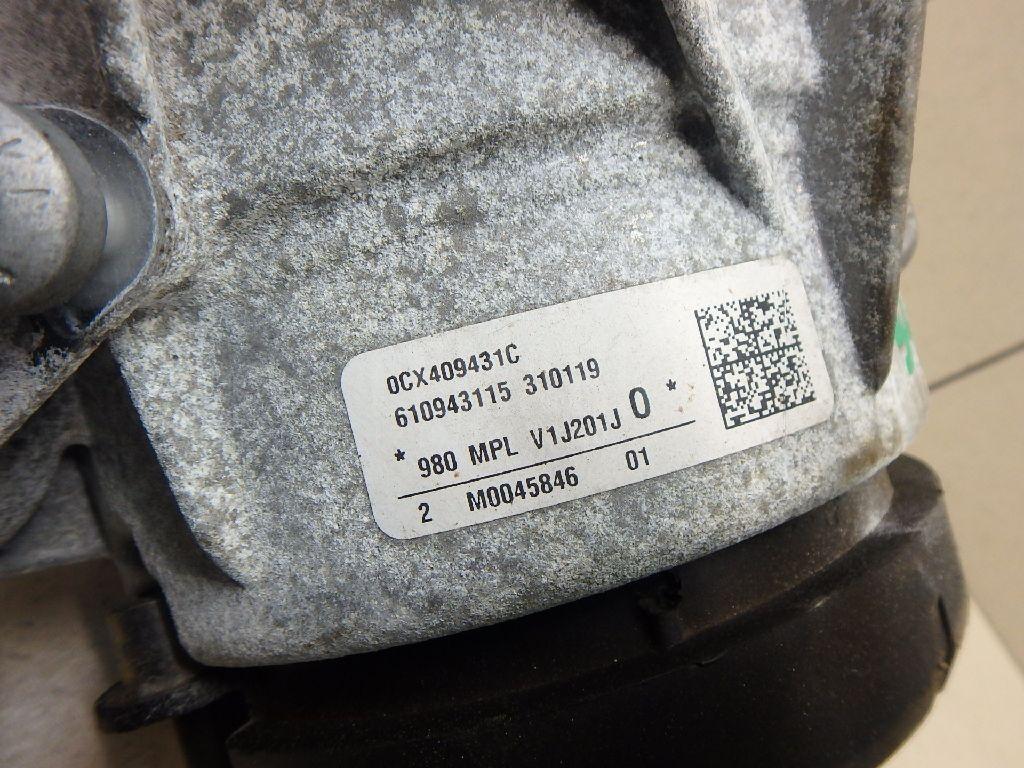 0CX409431C
610943115 310119
* 980 MPL V1J201J 0 *
2 M0045846 01